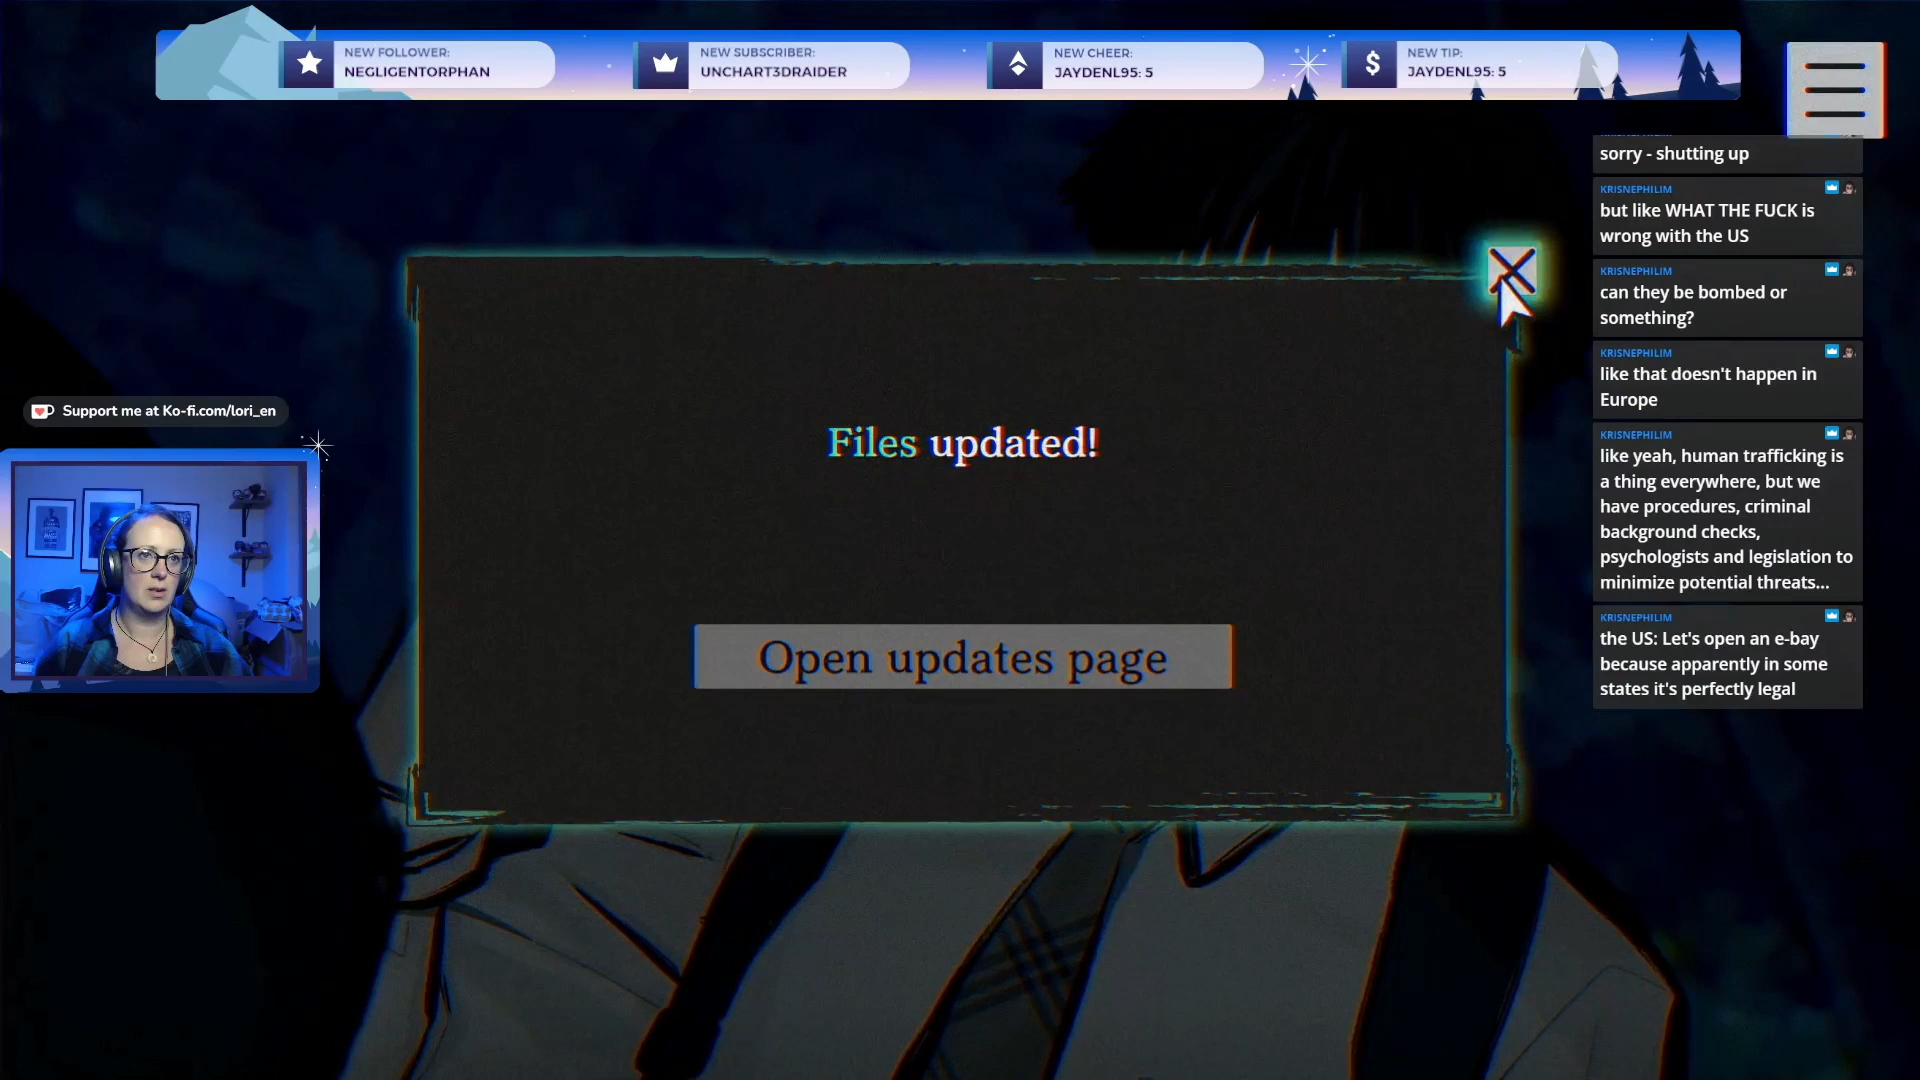 NEW FOLLOWER:
NEGLIGENTORPHAN
NEW SUBSCRIBER:
UNCHART3DRAIDER
NEW CHEER:
JAYDENL95: 5
NEW TIP:
JAYDENL95: 5
sorry - shutting up
KRISNEPHILIM
but like WHAT THE FUCK is
wrong with the US
KRISNEPHILIM
can they be bombed or
something?
KRISNEPHILIM
like that doesn't happen in
Europe
KRISNEPHILIM
like yeah, human trafficking is
a thing everywhere, but we
have procedures, criminal
background checks,
psychologists and legislation to
minimize potential threats...
KRISNEPHILIM
the US: Let's open an e-bay
because apparently in some
states it's perfectly legal
Files updated!
Open updates page
Support me at Ko-fi.com/lori_en